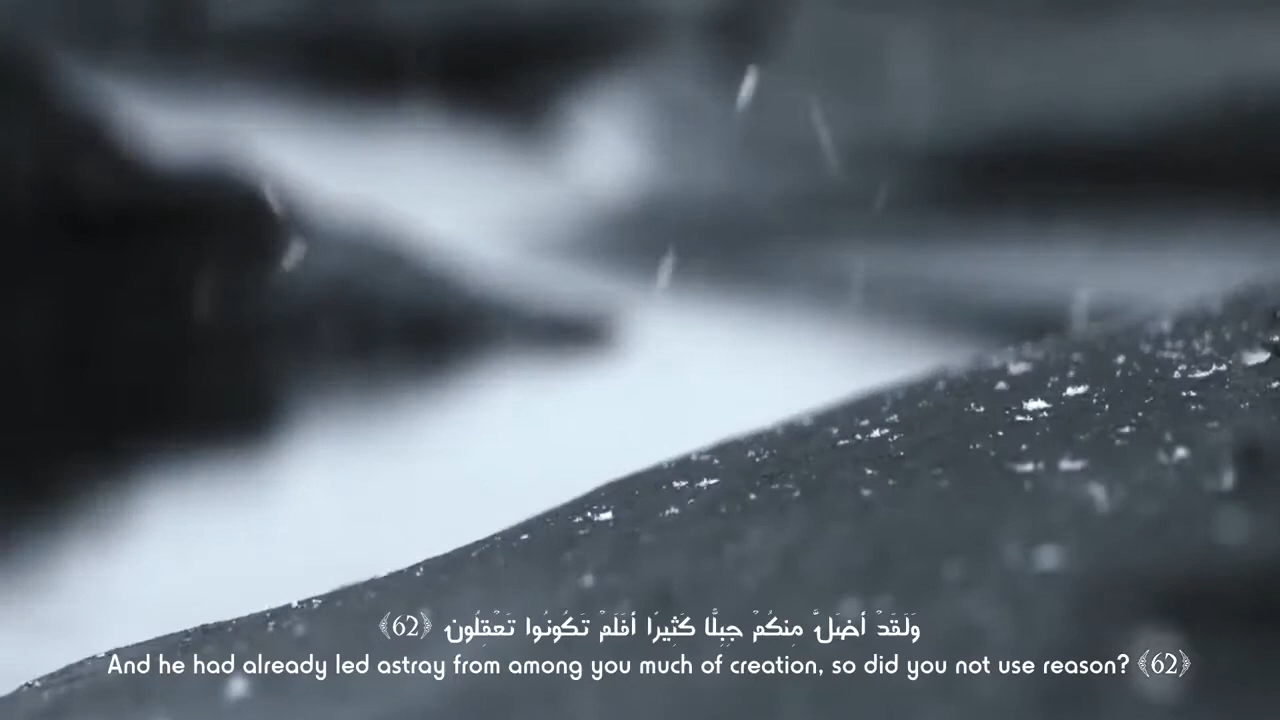 وَلَقَدْ أَضَلَّ مِنكُمْ جِبِلًّا كَثِيرًا أَفَلَمْ تَكُونُوا تَعْقِلُونَ ﴿62﴾
And he had already led astray from among you much of creation, so did you not use reason? ﴿62﴾